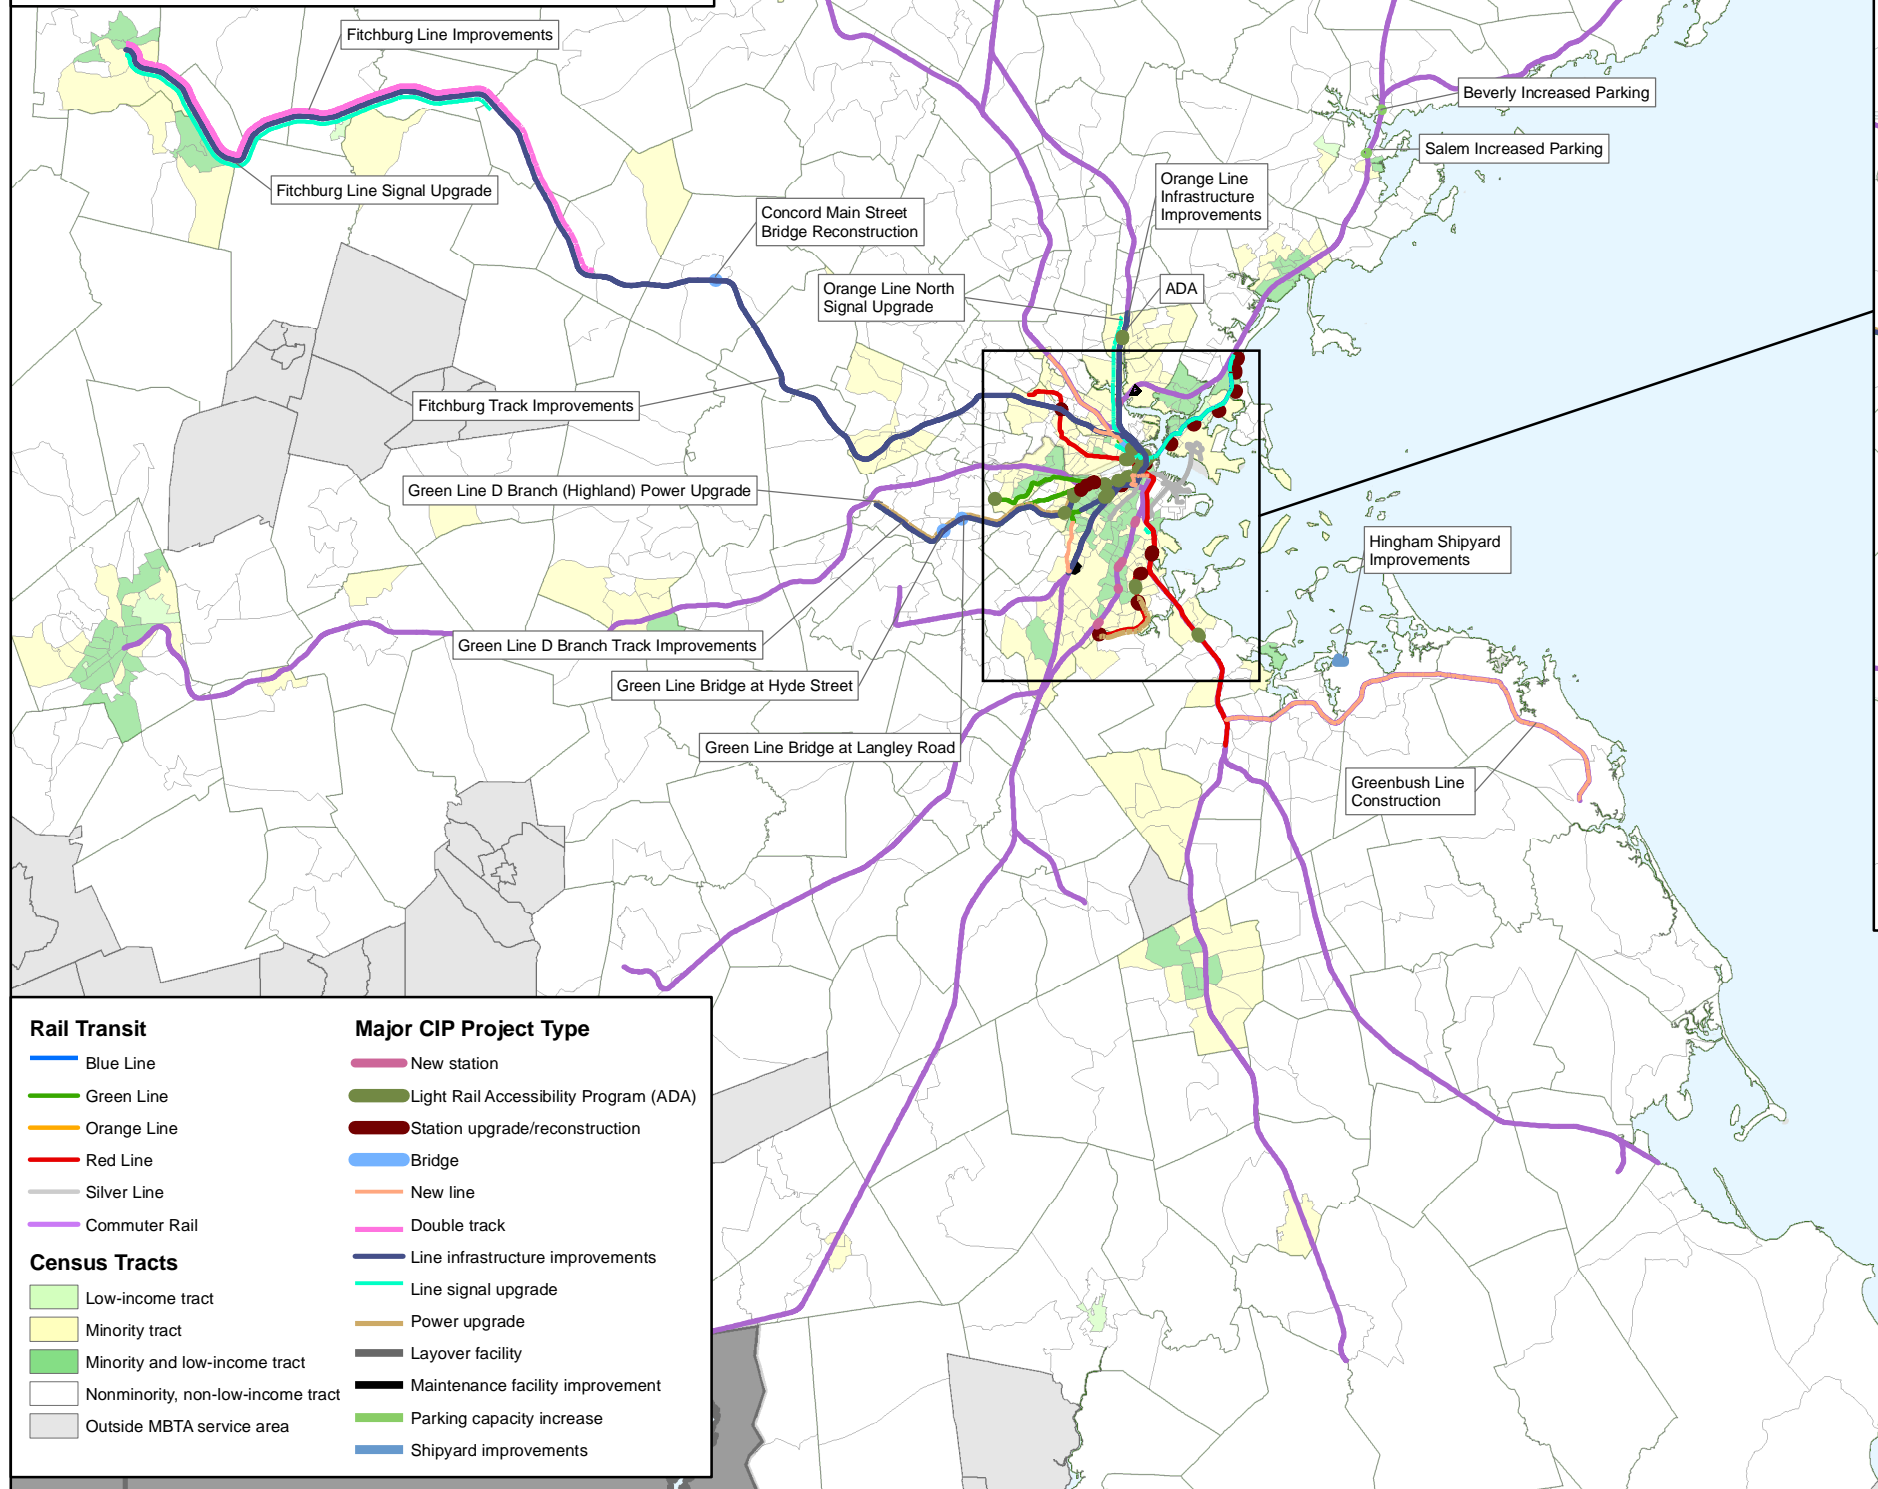 Fitchburg Line Improvements
Beverly Increased Parking
Salem Increased Parking
Fitchburg Line Signal Upgrade
Orange Line
Infrastructure
Improvements
Concord Main Street
Bridge Reconstruction
Orange Line North
Signal Upgrade
ADA
Fitchburg Track Improvements
Green Line D Branch (Highland) Power Upgrade
Hingham Shipyard
Improvements
Green Line D Branch Track Improvements
Green Line Bridge at Hyde Street
Green Line Bridge at Langley Road
Greenbush Line
Construction
Rail Transit
Blue Line
Green Line
Orange Line
Red Line
Silver Line
Commuter Rail
Census Tracts
Low-income tract
Minority tract
Minority and low-income tract
Nonminority, non-low-income tract
Outside MBTA service area
Major CIP Project Type
New station
Light Rail Accessibility Program (ADA)
Station upgrade/reconstruction
Bridge
New line
Double track
Line infrastructure improvements
Line signal upgrade
Power upgrade
Layover facility
Maintenance facility improvement
Parking capacity increase
Shipyard improvements